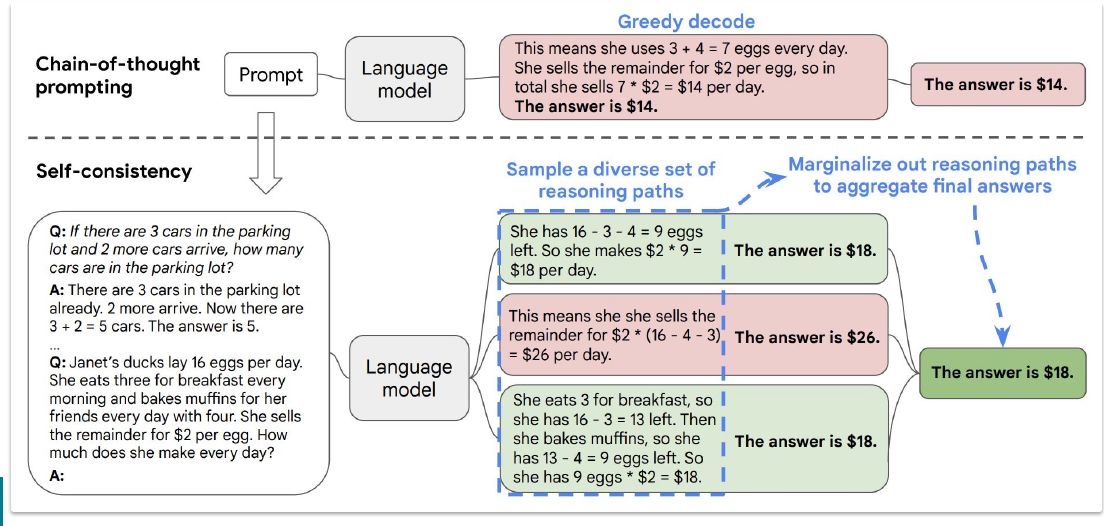 Greedy decode
Chain-of-thought
prompting
Prompt
Language
model
This means she uses 3 + 4 = 7 eggs every day.
She sells the remainder for $2 per egg, so in
total she sells 7 * $2 = $14 per day.
The answer is $14.
The answer is $14.
Self-consistency
Sample a diverse set of
reasoning paths
Marginalize out reasoning paths
to aggregate final answers
Q: If there are 3 cars in the parking
lot and 2 more cars arrive, how many
cars are in the parking lot?
A: There are 3 cars in the parking lot
already. 2 more arrive. Now there are
3 + 2 = 5 cars. The answer is 5.
...
Q: Janet's ducks lay 16 eggs per day.
She eats three for breakfast every
morning and bakes muffins for her
friends every day with four. She sells
the remainder for $2 per egg. How
much does she make every day?
A:
Language
model
She has 16 - 3 - 4 = 9 eggs
left. So she makes $2 * 9 =
$18 per day.
The answer is $18.
This means she she sells the
remainder for $2 * (16 - 4 - 3)
= $26 per day.
The answer is $26.
She eats 3 for breakfast, so
she has 16 - 3 = 13 left. Then
she bakes muffins, so she
has 13 - 4 = 9 eggs left. So
she has 9 eggs * $2 = $18.
The answer is $18.
The answer is $18.